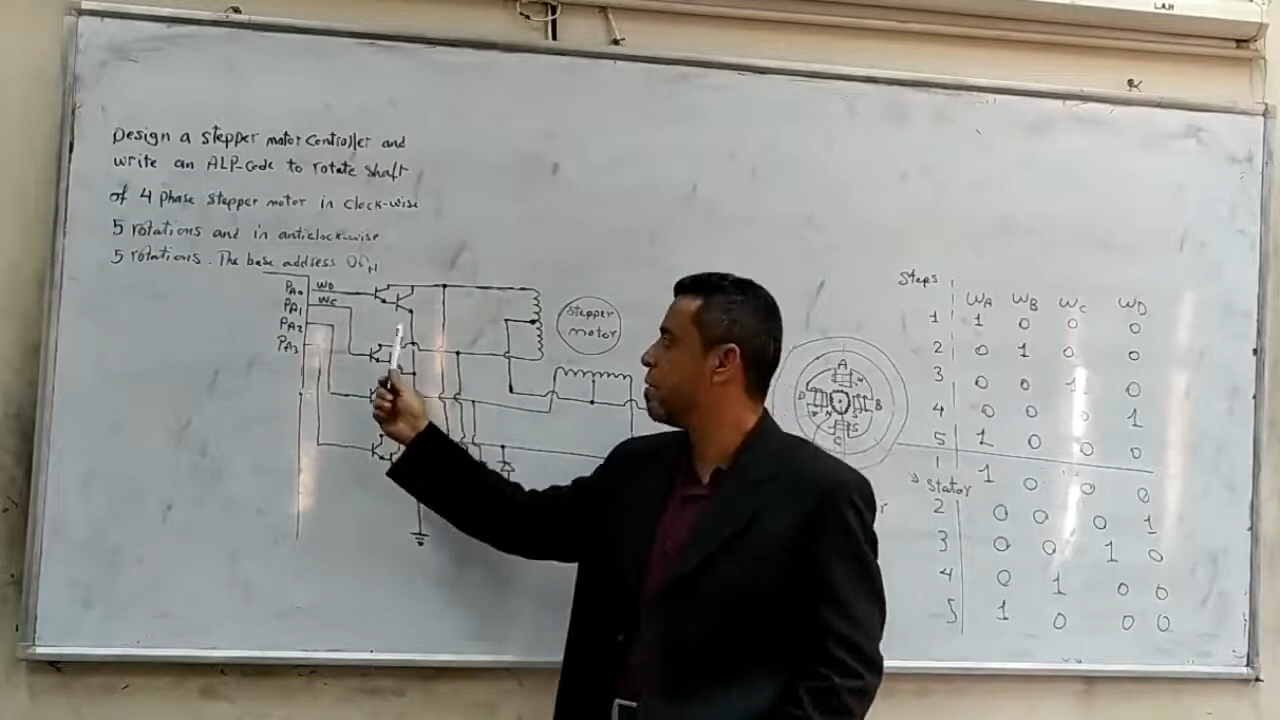 Design a stepper motor controller and
write an ALP-Code to rotate shaft
of 4 phase stepper motor in clock-wise
5 rotations and in anticlock-wise
5 rotations. The base address 00H
PA0 WD
PA1 WC
PA2
PA3
Stepper
motor
A
N
D
B
S
S
C
Steps WA WB WC WD
1 1 0 0 0
2 0 1 0 0
3 0 0 1 0
4 0 0 0 1
5 1 0 0 0
1 1 0 0 0
Stator
2 0 0 0 1
3 0 0 1 0
4 0 1 0 0
5 1 0 0 0